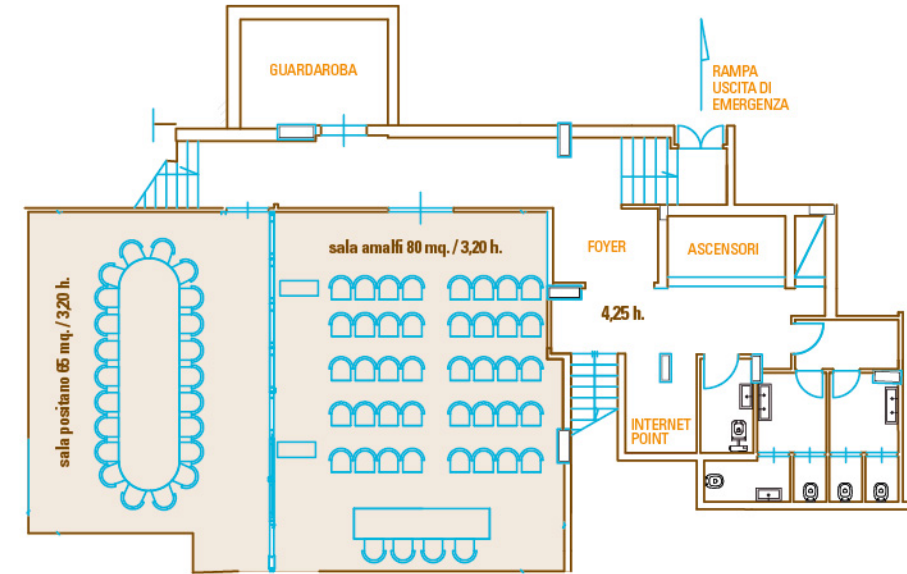 GUARDAROBA
RAMPA
USCITA DI
EMERGENZA
sala amalfi 80 mq. / 3,20 h.
FOYER
ASCENSORI
4,25 h.
sala positano 65 mq. / 3,20 h.
INTERNET
POINT